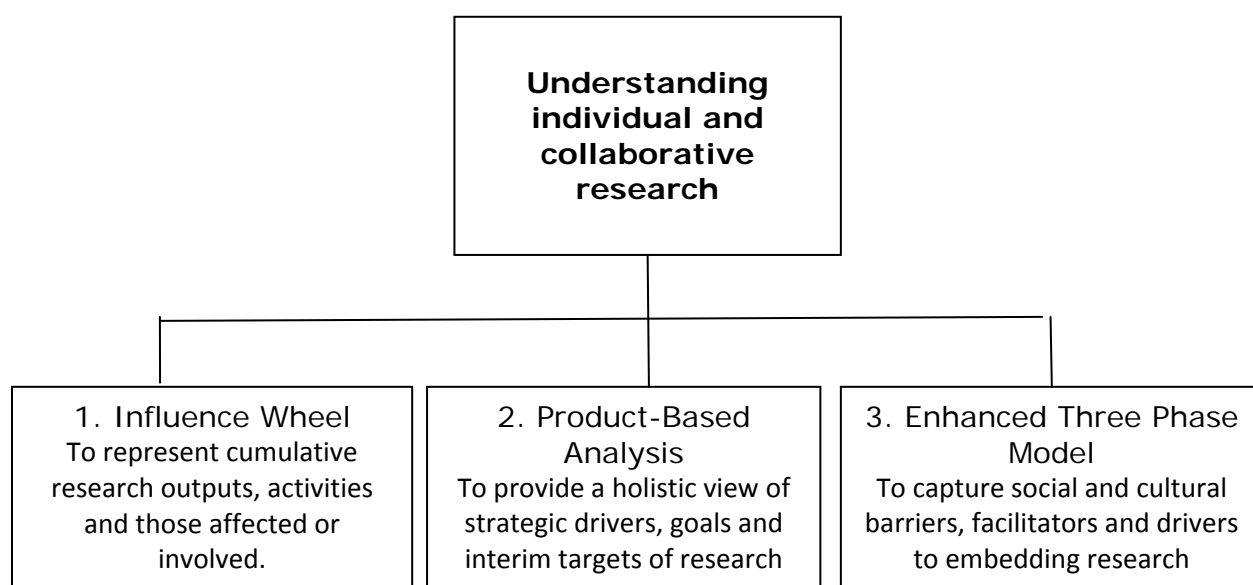 Understanding
individual and
collaborative
research
1. Influence Wheel
To represent cumulative
research outputs, activities
and those affected or
involved.
2. Product-Based
Analysis
To provide a holistic view of
strategic drivers, goals and
interim targets of research
3. Enhanced Three Phase
Model
To capture social and cultural
barriers, facilitators and drivers
to embedding research